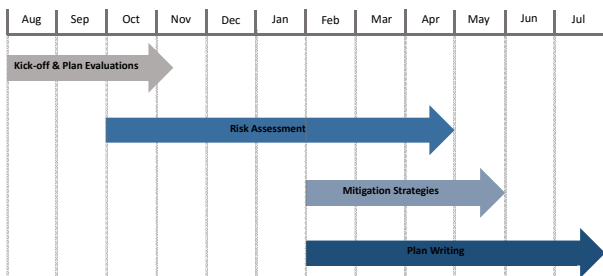 Aug Sep Oct Nov Dec Jan Feb Mar Apr May Jun Jul
Kick-off & Plan Evaluations
Risk Assessment
Mitigation Strategies
Plan Writing